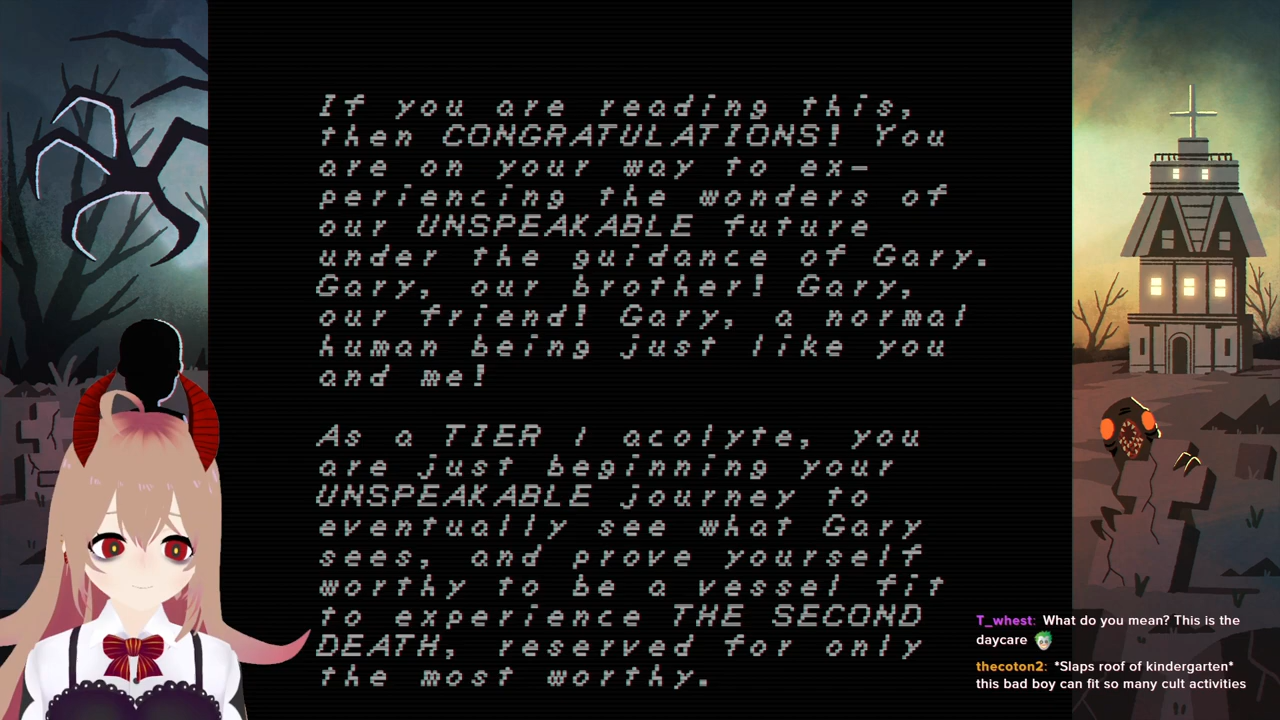 If you are reading this,
then CONGRATULATIONS! You
are on your way to ex-
periencing the wonders of
our UNSPEAKABLE future
under the guidance of Gary.
Gary, our brother! Gary,
our friend! Gary, a normal
human being just like you
and me!
As a TIER 1 acolyte, you
are just beginning your
UNSPEAKABLE journey to
eventually see what Gary
sees, and prove yourself
worthy to be a vessel fit
to experience THE SECOND
DEATH, reserved for only
the most worthy.
T_whest: What do you mean? This is the
daycare
thecoton2: *Slaps roof of kindergarten*
this bad boy can fit so many cult activities